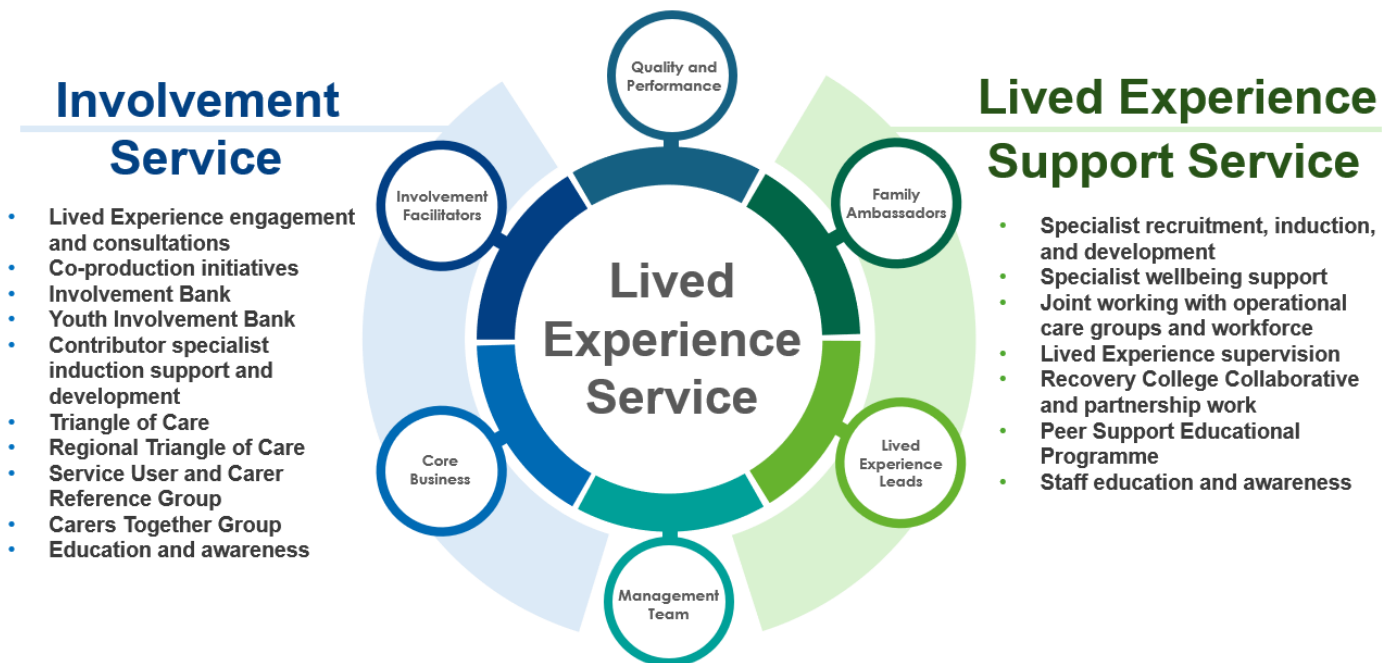 Involvement
Service
• Lived Experience engagement
and consultations
• Co-production initiatives
• Involvement Bank
• Youth Involvement Bank
• Contributor specialist
induction support and
development
• Triangle of Care
• Regional Triangle of Care
• Service User and Carer
Reference Group
• Carers Together Group
• Education and awareness
Quality and
Performance
Involvement
Facilitators
Family
Ambassadors
Lived
Experience
Service
Core
Business
Lived
Experience
Leads
Management
Team
Lived Experience
Support Service
• Specialist recruitment, induction,
and development
• Specialist wellbeing support
• Joint working with operational
care groups and workforce
• Lived Experience supervision
• Recovery College Collaborative
and partnership work
• Peer Support Educational
Programme
• Staff education and awareness